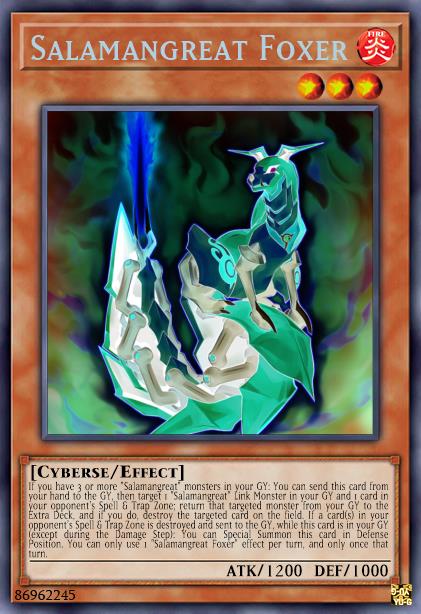 SALAMANGREAT FOXER
FIRE
炎
[CYBERSE/EFFECT]
If you have 3 or more "Salamangreat" monsters in your GY: You can send this card from
your hand to the GY, then target 1 "Salamangreat" Link Monster in your GY and 1 card in
your opponent's Spell & Trap Zone; return that monster from your GY to the
Extra Deck, and if you do, destroy the targeted card on the field. If a card(s) in your
opponent's Spell & Trap Zone is destroyed and sent to the GY, while this card is in your GY
(except during the Damage Step): You can Special Summon this card in Defense
Position. You can only use 1 "Salamangreat Foxer" effect per turn, and only once that
turn.
ATK/1200 DEF/1000
86962245